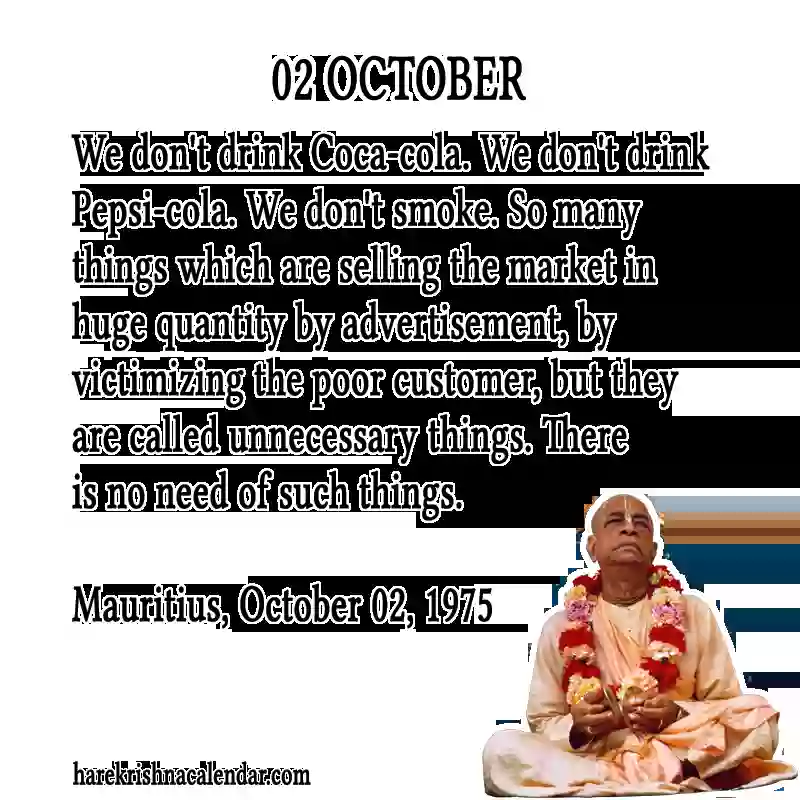 02 OCTOBER
We don't drink Coca-cola. We don't drink
Pepsi-cola. We don't smoke. So many
things which are selling the market in
huge quantity by advertisement, by
victimizing the poor customer, but they
are called unnecessary things. There
is no need of such things.
Mauritius, October 02, 1975
harekrishnacalendar.com